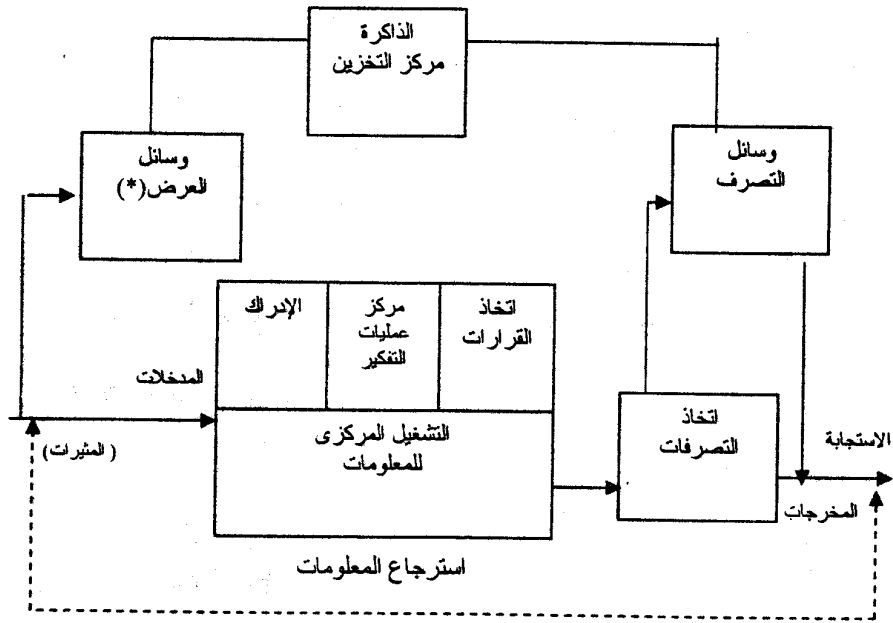 الذاكرة
مركز التخزين
وسائل
التصرف
وسائل
العرض(*)
اتخاذ
القرارات
مركز
عمليات
التفكير
الإدراك
المدخلات
(المثيرات)
التشغيل المركزى
للمعلومات
اتخاذ
التصرفات
الاستجابة
المخرجات
استرجاع المعلومات